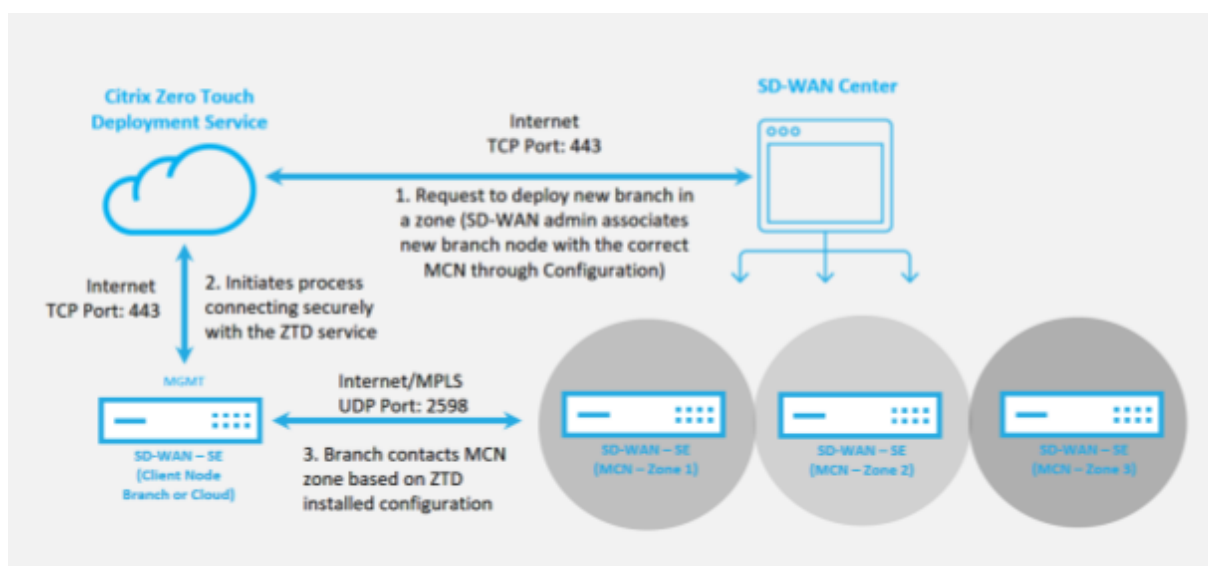 Citrix Zero Touch
Deployment Service
SD-WAN Center
Internet
TCP Port: 443
1. Request to deploy new branch in
a zone (SD-WAN admin associates
new branch node with the correct
MCN through Configuration)
Internet
TCP Port: 443
2. Initiates process
connecting securely
with the ZTD service
MGMT
SD-WAN – SE
(Client Node
Branch or Cloud)
Internet/MPLS
UDP Port: 2598
3. Branch contacts MCN
zone based on ZTD
installed configuration
SD-WAN – SE
(MCN – Zone 1)
SD-WAN – SE
(MCN – Zone 2)
SD-WAN – SE
(MCN – Zone 3)